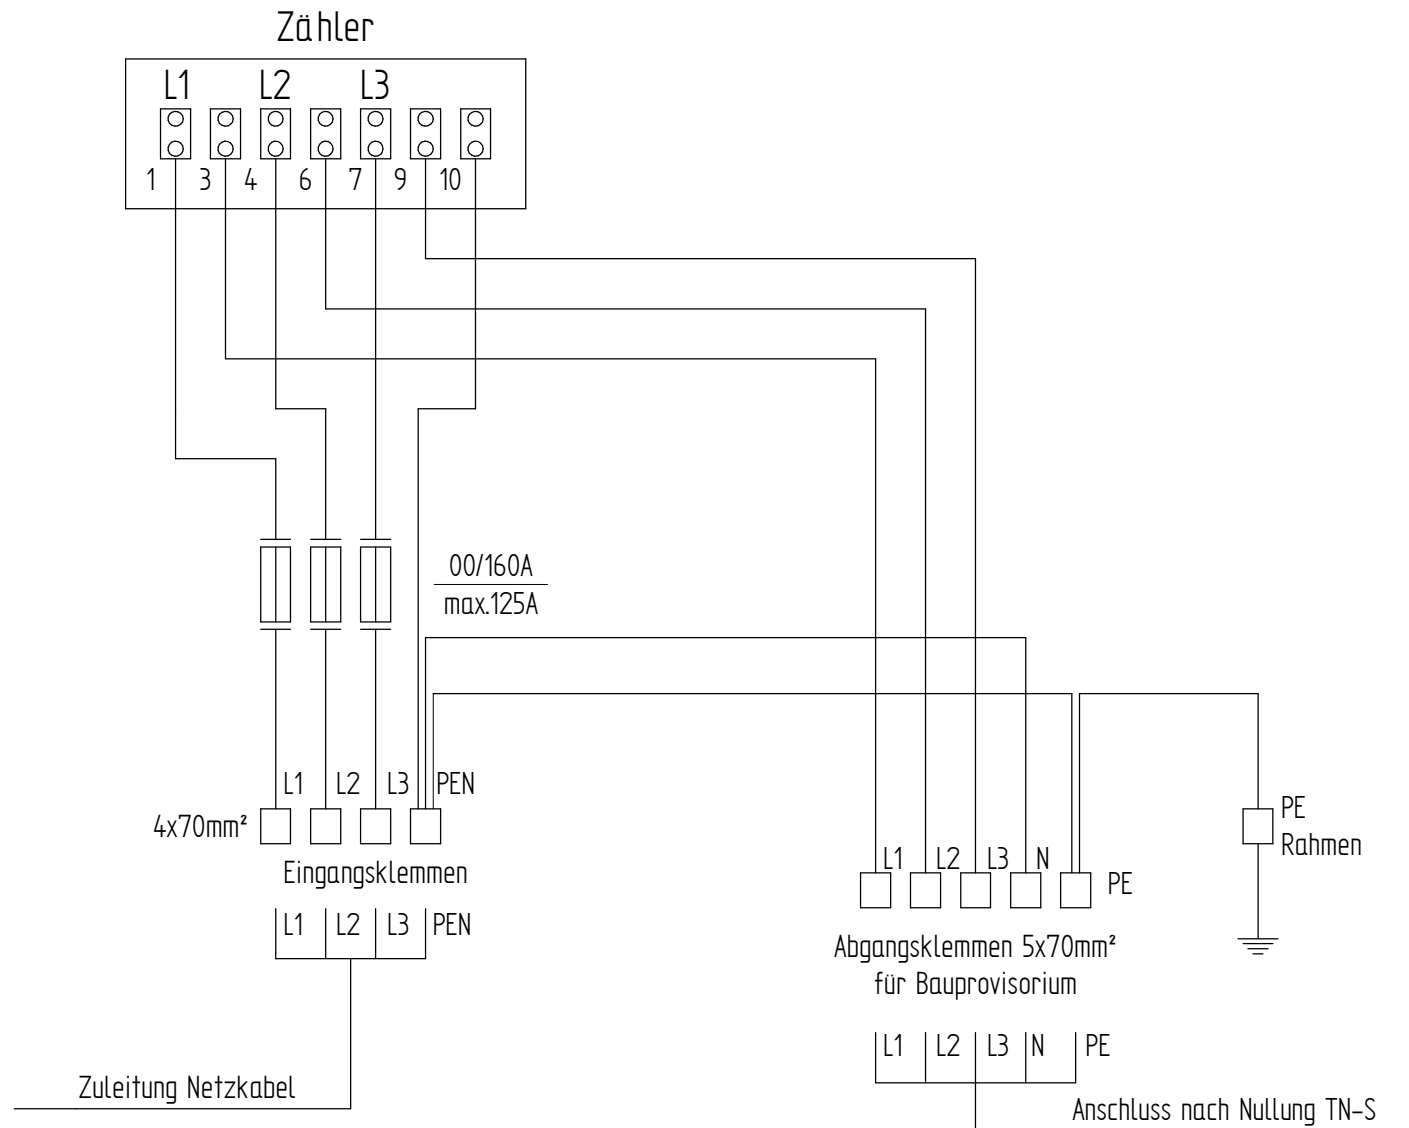 Zähler
L1 L2 L3
1 3 4 6 7 9 10
00/160A
max.125A
L1 L2 L3 PEN
4x70mm²
Eingangsklemmen
L1 L2 L3 PEN
Zuleitung Netzkabel
PE
Rahmen
L1 L2 L3 N PE
Abgangsklemmen 5x70mm²
für Bauprovisorium
L1 L2 L3 N PE
Anschluss nach Nullung TN-S